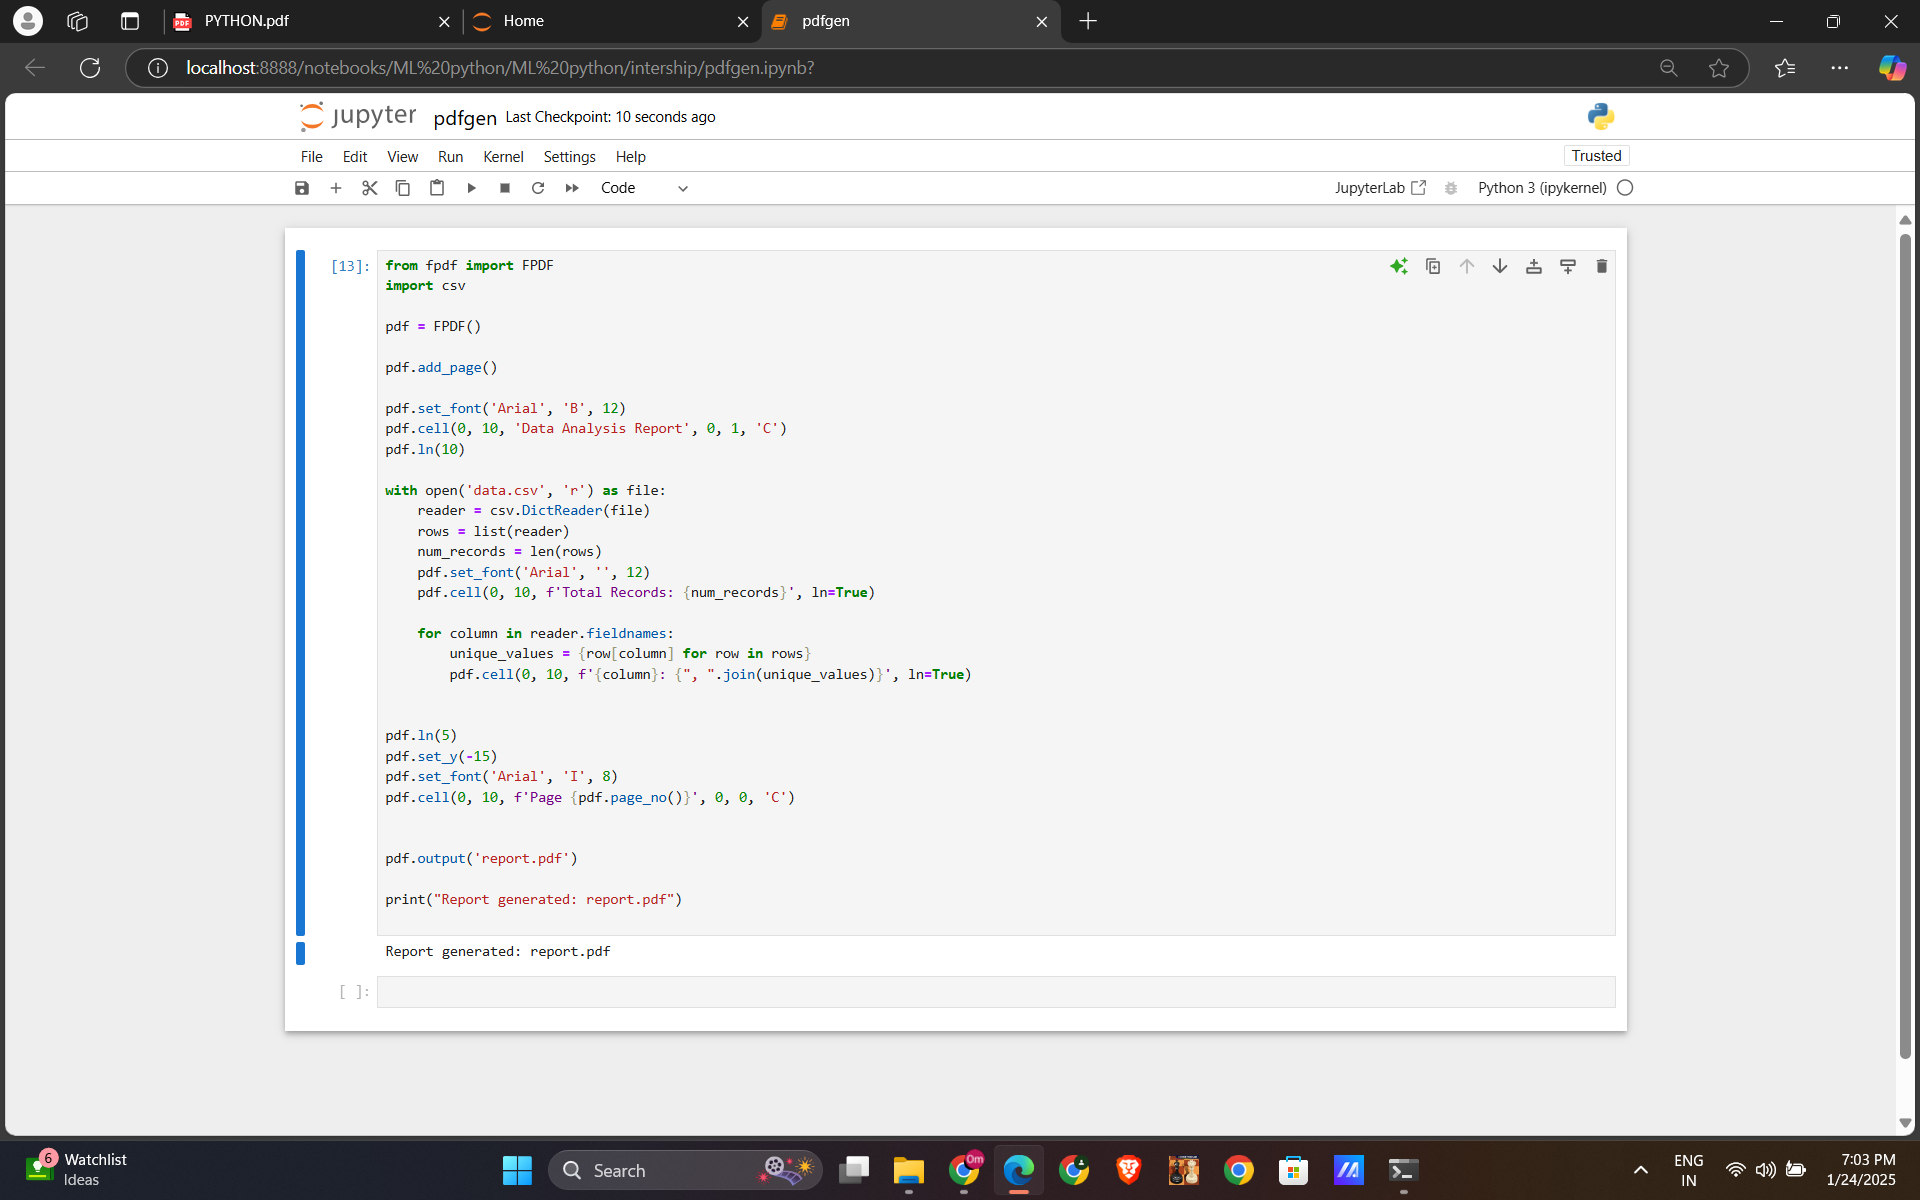 PYTHON.pdf
Home
pdfgen
localhost:8888/notebooks/ML%20python/ML%20python/intership/pdfgen.ipynb?
jupyter pdfgen Last Checkpoint: 10 seconds ago
File Edit View Run Kernel Settings Help
Trusted
Code
JupyterLab
Python 3 (ipykernel)
[13]:
from fpdf import FPDF
import csv

pdf = FPDF()

pdf.add_page()

pdf.set_font('Arial', 'B', 12)
pdf.cell(0, 10, 'Data Analysis Report', 0, 1, 'C')
pdf.ln(10)

with open('data.csv', 'r') as file:
    reader = csv.DictReader(file)
    rows = list(reader)
    num_records = len(rows)
    pdf.set_font('Arial', '', 12)
    pdf.cell(0, 10, f'Total Records: {num_records}', ln=True)

    for column in reader.fieldnames:
        unique_values = {row[column] for row in rows}
        pdf.cell(0, 10, f'{column}: {", ".join(unique_values)}', ln=True)

pdf.ln(5)
pdf.set_y(-15)
pdf.set_font('Arial', 'I', 8)
pdf.cell(0, 10, f'Page {pdf.page_no()}', 0, 0, 'C')

pdf.output('report.pdf')

print("Report generated: report.pdf")
Report generated: report.pdf
[ ]:
6
Watchlist
Ideas
Search
Om
ENG
IN
7:03 PM
1/24/2025